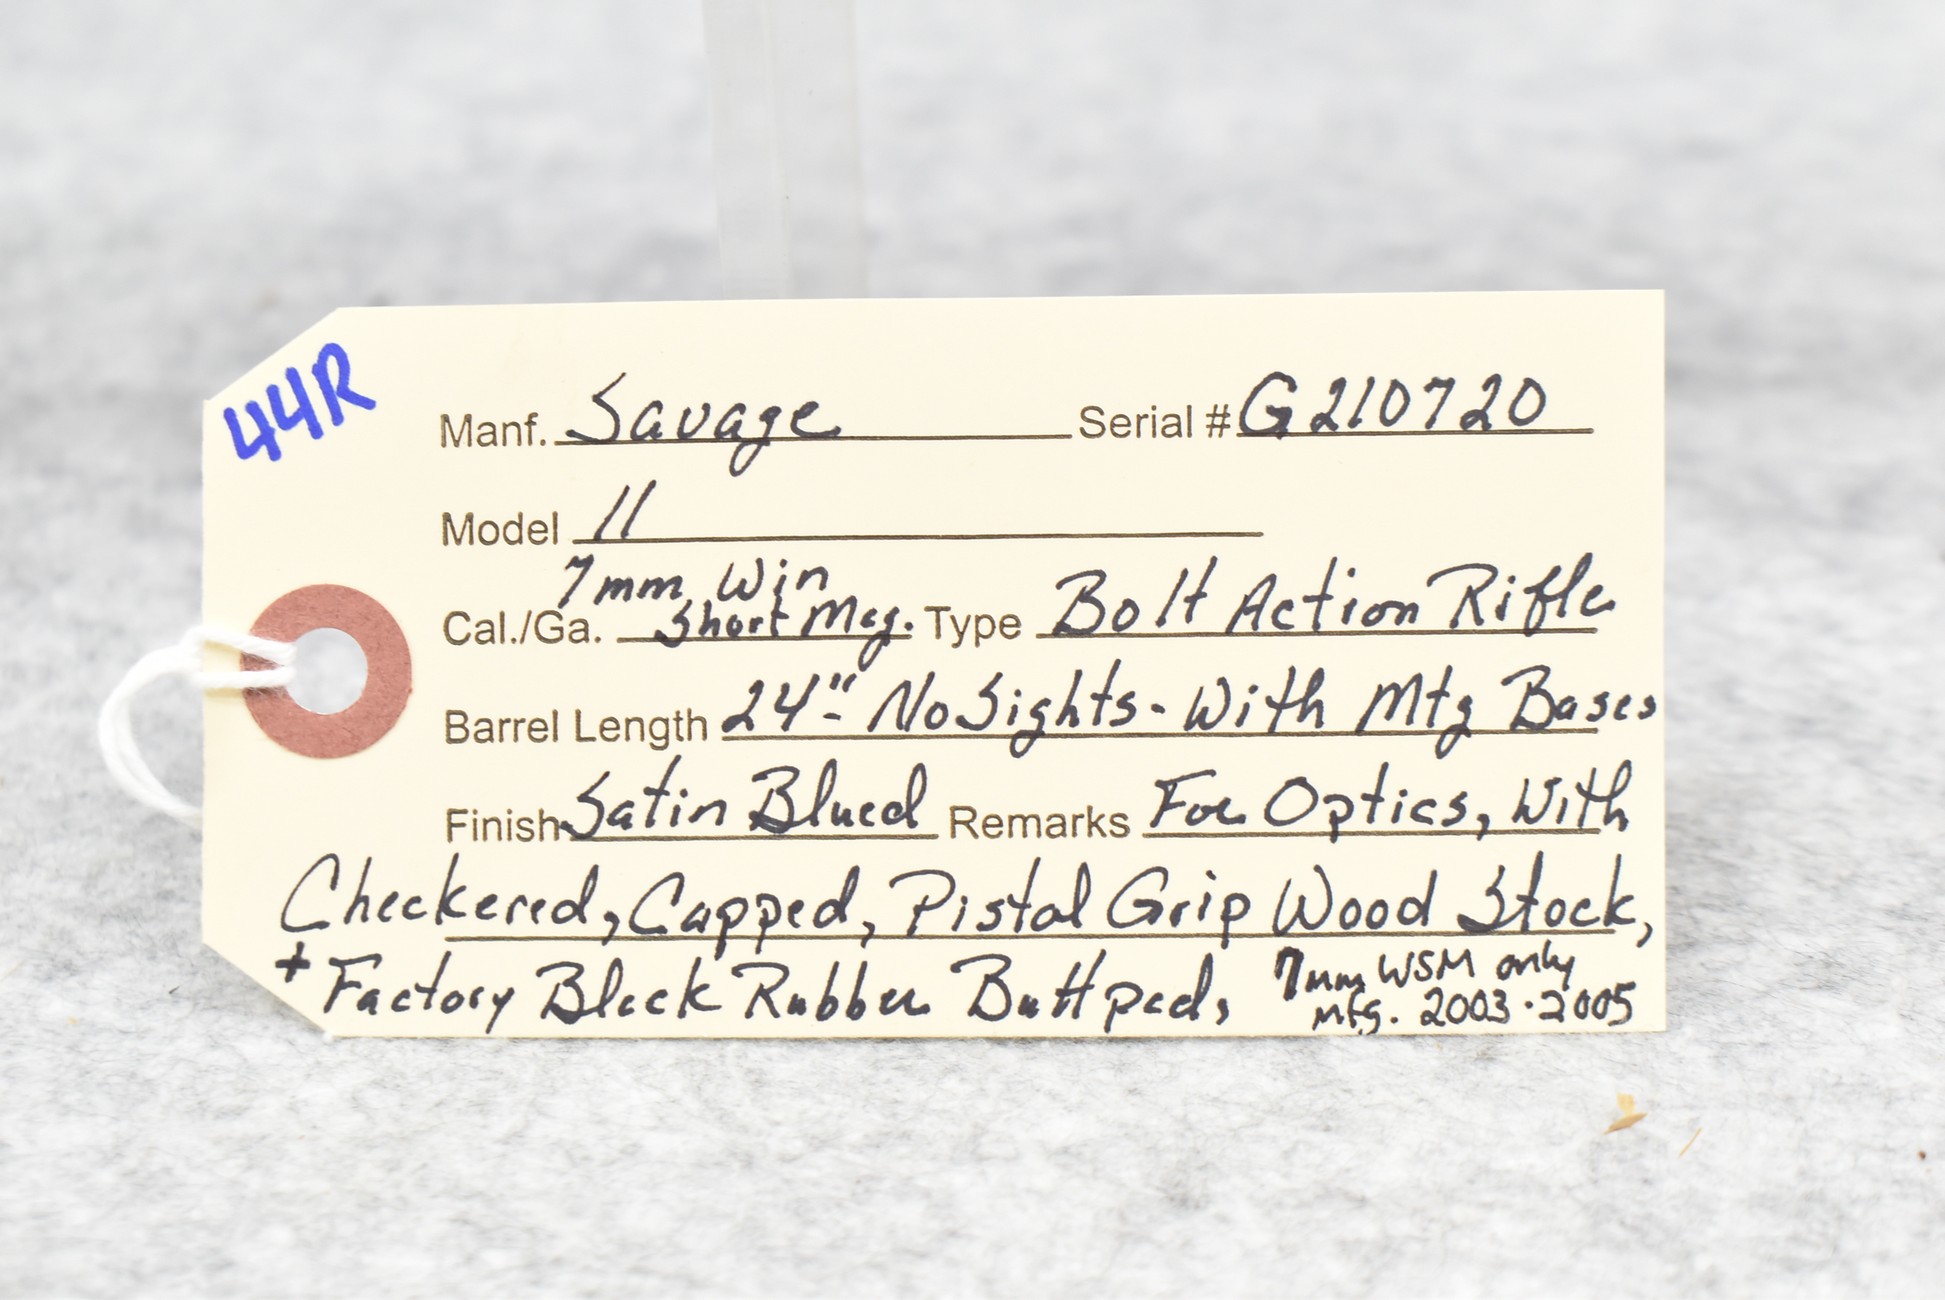 44R
Manf. Savage Serial # G210720
Model 11
7mm Win
Cal./Ga. Short Mag. Type Bolt Action Rifle
Barrel Length 24"- No Sights - With Mtg Bases
Finish Satin Blued Remarks For Optics, With
Checkered, Capped, Pistol Grip Wood Stock,
+ Factory Black Rubber Buttpad, 7mm WSM only
mfg. 2003-2005